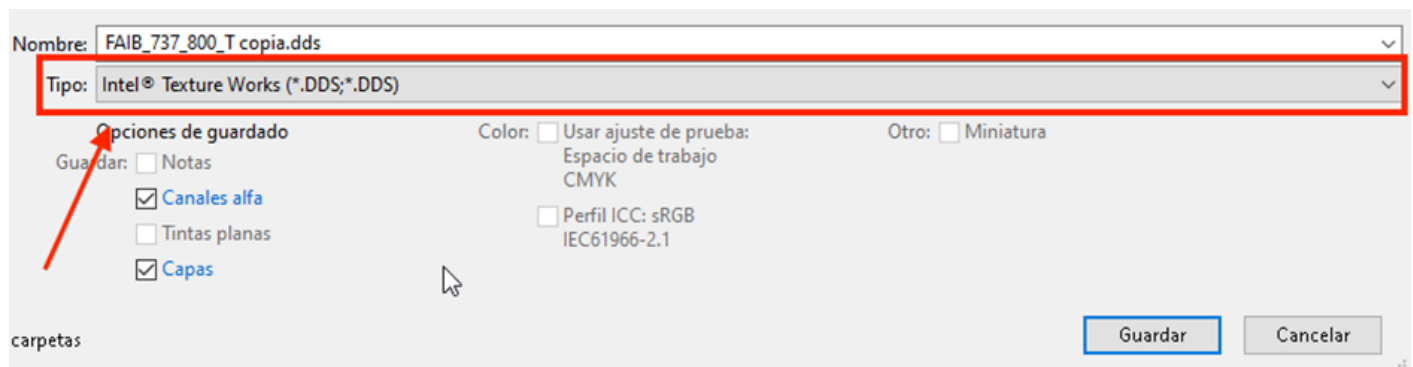 Nombre: FAIB_737_800_T copia.dds
Tipo: Intel® Texture Works (*.DDS;*.DDS)
Opciones de guardado
Guardar: Notas
Canales alfa
Tintas planas
Capas
Color: Usar ajuste de prueba:
Espacio de trabajo
CMYK
Perfil ICC: sRGB
IEC61966-2.1
Otro: Miniatura
carpetas
Guardar
Cancelar